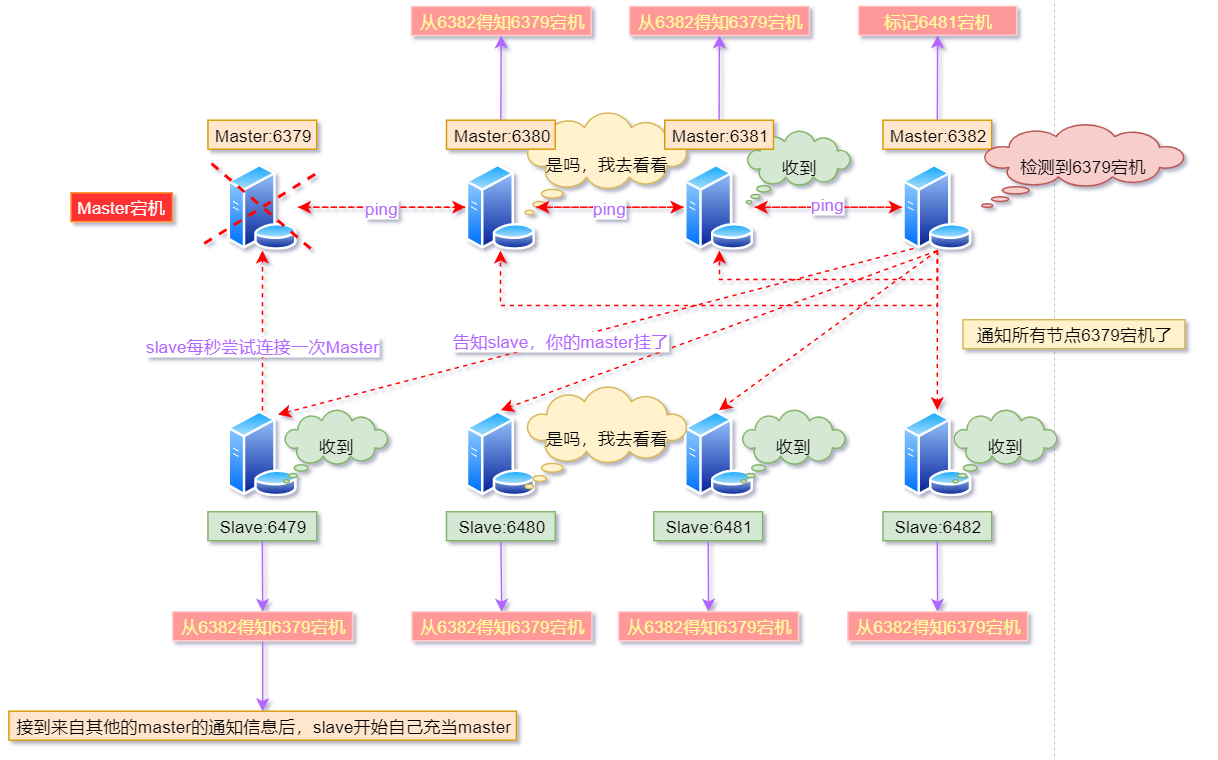 从6382得知6379宕机
从6382得知6379宕机
标记6481宕机
Master:6379
Master:6380
Master:6381
Master:6382
是吗，我去看看
收到
检测到6379宕机
Master宕机
ping
ping
ping
通知所有节点6379宕机了
slave每秒尝试连接一次Master
告知slave，你的master挂了
收到
是吗，我去看看
收到
收到
Slave:6479
Slave:6480
Slave:6481
Slave:6482
从6382得知6379宕机
从6382得知6379宕机
从6382得知6379宕机
从6382得知6379宕机
接到来自其他的master的通知信息后，slave开始自己充当master